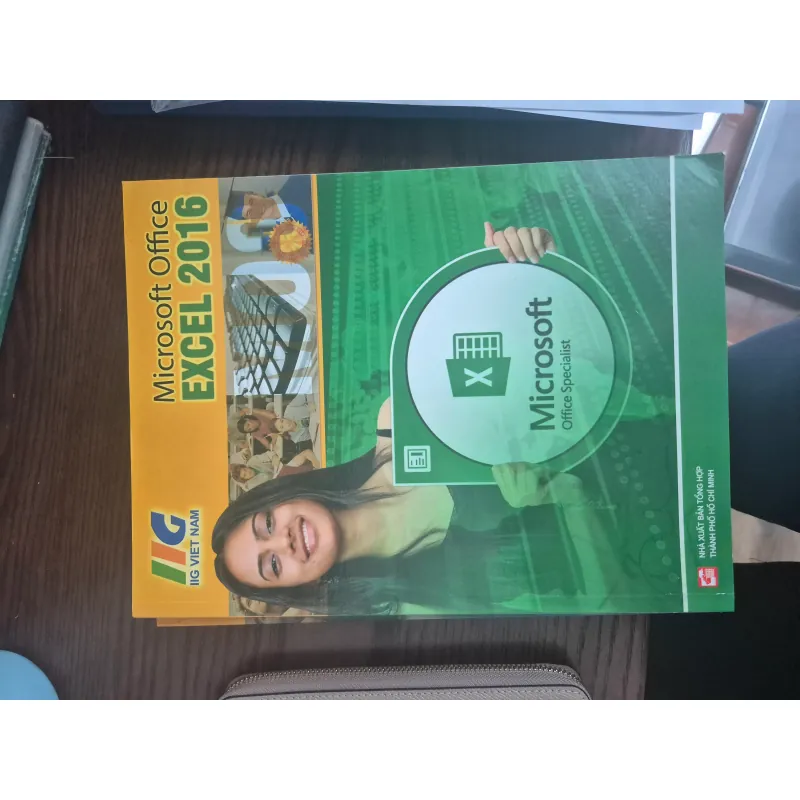 IIG
IIG VIET NAM
Microsoft Office
EXCEL 2016
MOS
X
Microsoft
Office Specialist
NHÀ XUẤT BẢN TỔNG HỢP
THÀNH PHỐ HỒ CHÍ MINH